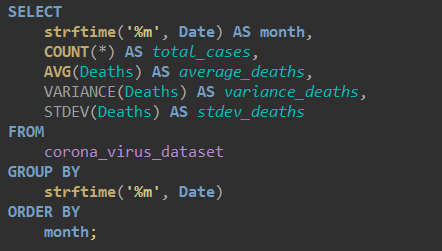 SELECT
    strftime('%m', Date) AS month,
    COUNT(*) AS total_cases,
    AVG(Deaths) AS average_deaths,
    VARIANCE(Deaths) AS variance_deaths,
    STDEV(Deaths) AS stdev_deaths
FROM
    corona_virus_dataset
GROUP BY
    strftime('%m', Date)
ORDER BY
    month;